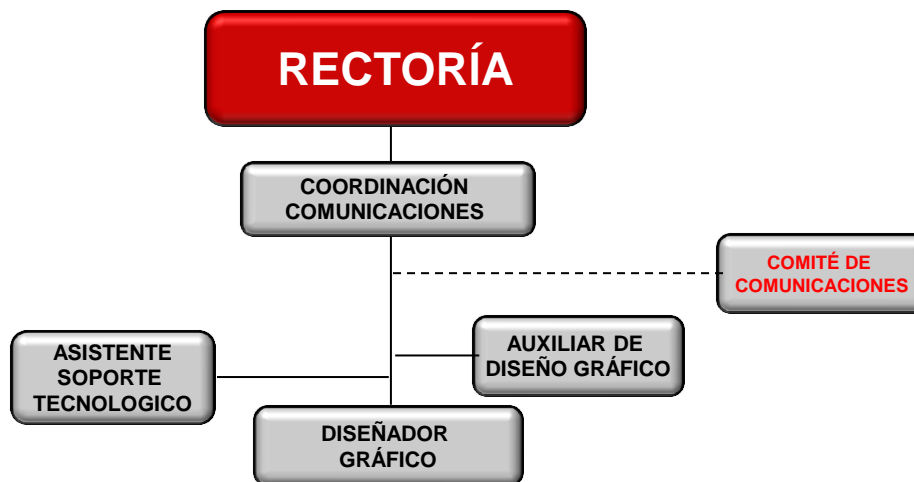 RECTORÍA
COORDINACIÓN
COMUNICACIONES
COMITÉ DE
COMUNICACIONES
AUXILIAR DE
DISEÑO GRÁFICO
ASISTENTE
SOPORTE
TECNOLOGICO
DISEÑADOR
GRÁFICO